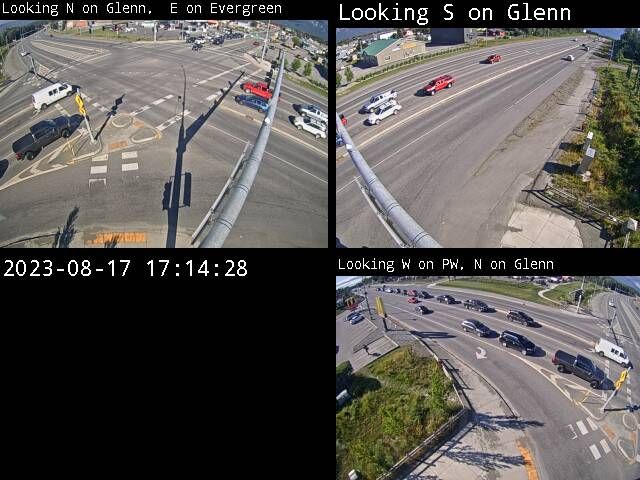 Looking N on Glenn,  E on Evergreen
Looking S on Glenn
2023-08-17 17:14:28
Looking W on PW, N on Glenn